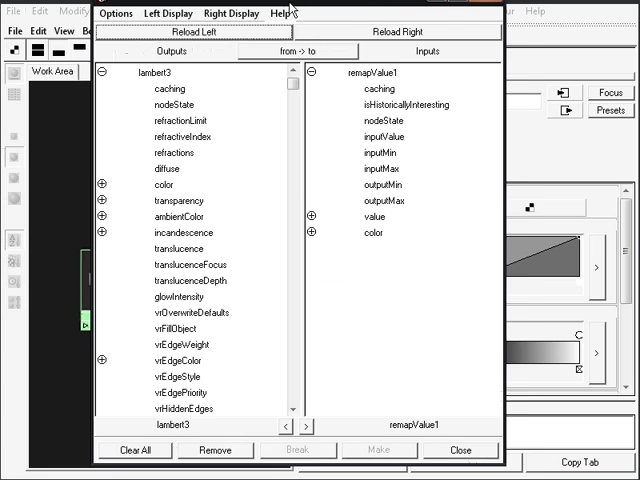 File Edit Modify Help
Options Left Display Right Display Help
File Edit View
Reload Left Reload Right
Outputs from -> to Inputs
Work Area
lambert3 remapValue1
caching caching
nodeState isHistoricallyInteresting
refractionLimit nodeState
refractiveIndex inputValue
refractions inputMin
diffuse inputMax
color outputMin
transparency outputMax
ambientColor value
incandescence color
translucence
translucenceFocus
translucenceDepth
glowIntensity
vrOverwriteDefaults
vrFillObject
vrEdgeWeight
vrEdgeColor
vrEdgeStyle
vrEdgePriority
vrHiddenEdges
lambert3 < > remapValue1
Clear All Remove Break Make Close
Focus
Presets
>
>
Copy Tab